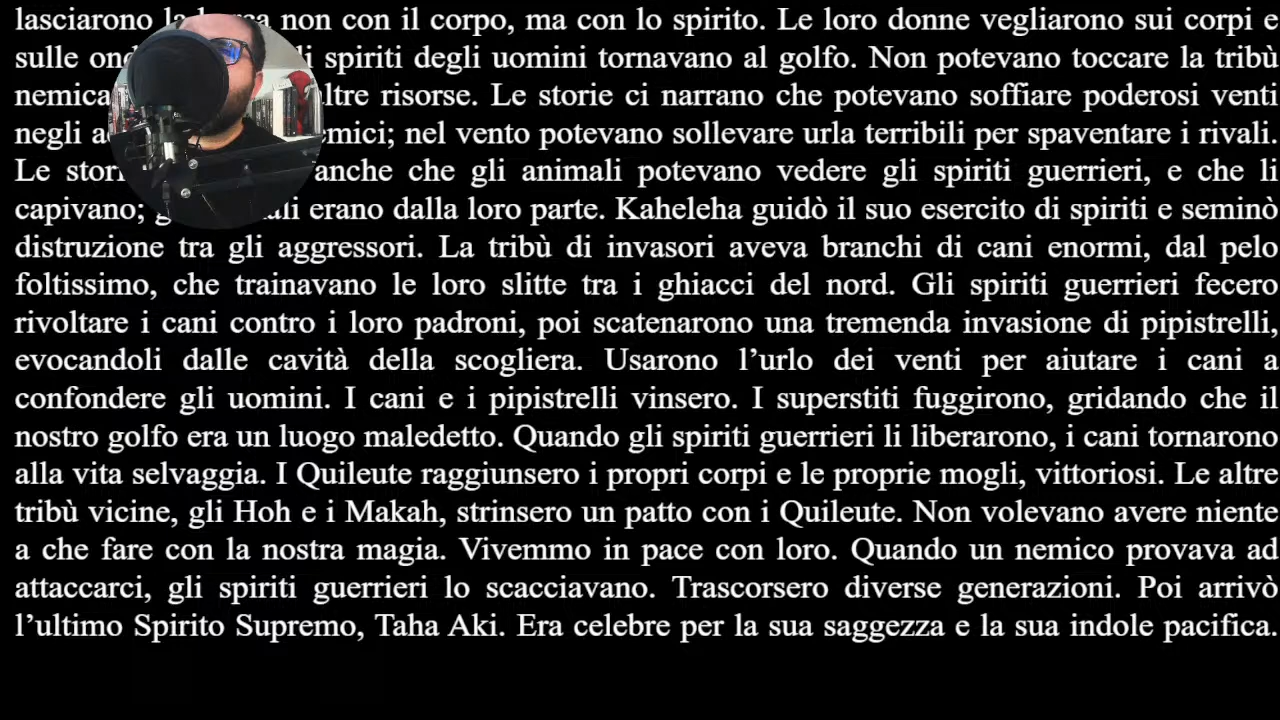 lasciarono non con il corpo, ma con lo spirito. Le loro donne vegliarono sui corpi e
sulle spiriti degli uomini tornavano al golfo. Non potevano toccare la tribù
nemica altre risorse. Le storie ci narrano che potevano soffiare poderosi venti
negli nel vento potevano sollevare urla terribili per spaventare i rivali.
Le anche che gli animali potevano vedere gli spiriti guerrieri, e che li
capivano; erano dalla loro parte. Kaheleha guidò il suo esercito di spiriti e seminò
distruzione tra gli aggressori. La tribù di invasori aveva branchi di cani enormi, dal pelo
foltissimo, che trainavano le loro slitte tra i ghiacci del nord. Gli spiriti guerrieri fecero
rivoltare i cani contro i loro padroni, poi scatenarono una tremenda invasione di pipistrelli,
evocandoli dalle cavità della scogliera. Usarono l’urlo dei venti per aiutare i cani a
confondere gli uomini. I cani e i pipistrelli vinsero. I superstiti fuggirono, gridando che il
nostro golfo era un luogo maledetto. Quando gli spiriti guerrieri li liberarono, i cani tornarono
alla vita selvaggia. I Quileute raggiunsero i propri corpi e le proprie mogli, vittoriosi. Le altre
tribù vicine, gli Hoh e i Makah, strinsero un patto con i Quileute. Non volevano avere niente
a che fare con la nostra magia. Vivemmo in pace con loro. Quando un nemico provava ad
attaccarci, gli spiriti guerrieri lo scacciavano. Trascorsero diverse generazioni. Poi arrivò
l’ultimo Spirito Supremo, Taha Aki. Era celebre per la sua saggezza e la sua indole pacifica.